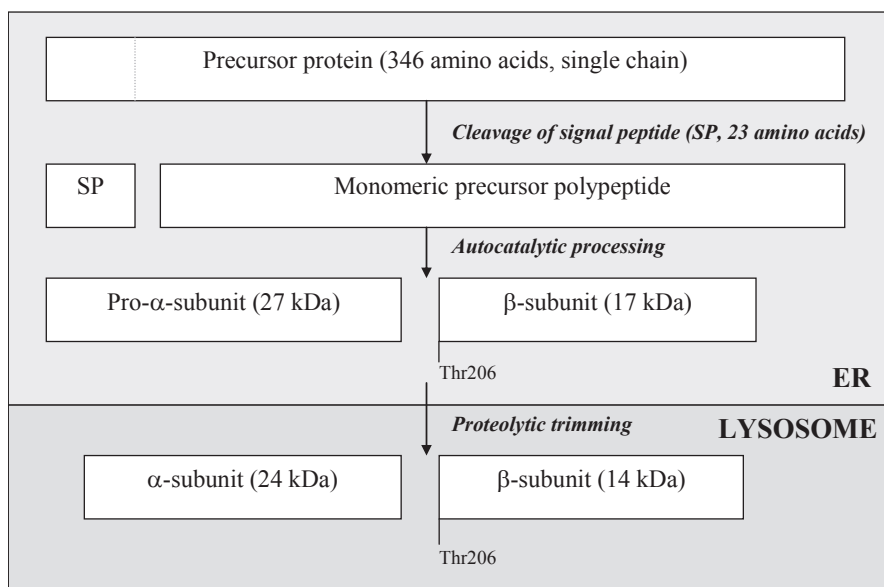 Precursor protein (346 amino acids, single chain)
Cleavage of signal peptide (SP, 23 amino acids)
SP
Monomeric precursor polypeptide
Autocatalytic processing
Pro-α-subunit (27 kDa)
β-subunit (17 kDa)
Thr206
ER
Proteolytic trimming
LYSOSOME
α-subunit (24 kDa)
β-subunit (14 kDa)
Thr206